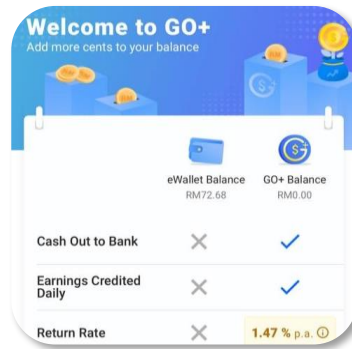 Welcome to GO+
Add more cents to your balance
eWallet Balance
GO+ Balance
RM72.68
RM0.00
Cash Out to Bank
Earnings Credited
Daily
Return Rate
1.47 % p.a.